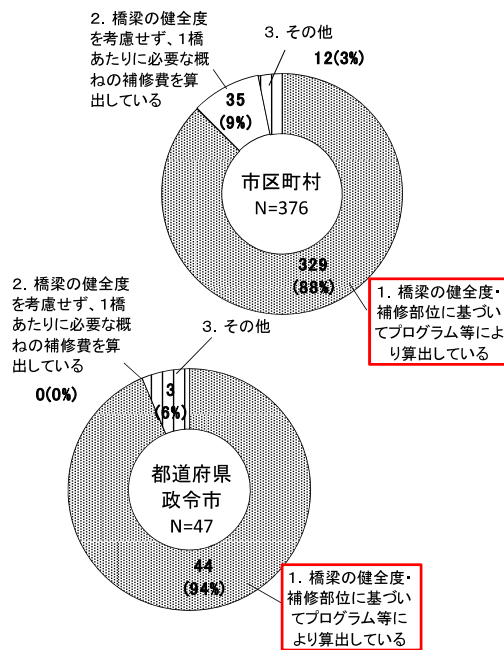 2．橋梁の健全度
を考慮せず、1橋
あたりに必要な概
ねの補修費を算
出している
3．その他
12(3%)
35
(9%)
市区町村
N=376
329
(88%)
1．橋梁の健全度・
補修部位に基づい
てプログラム等によ
り算出している
2．橋梁の健全度
を考慮せず、1橋
あたりに必要な概
ねの補修費を算
出している
0(0%)
3．その他
3
(6%)
都道府県
政令市
N=47
44
(94%)
1．橋梁の健全度・
補修部位に基づい
てプログラム等に
より算出している